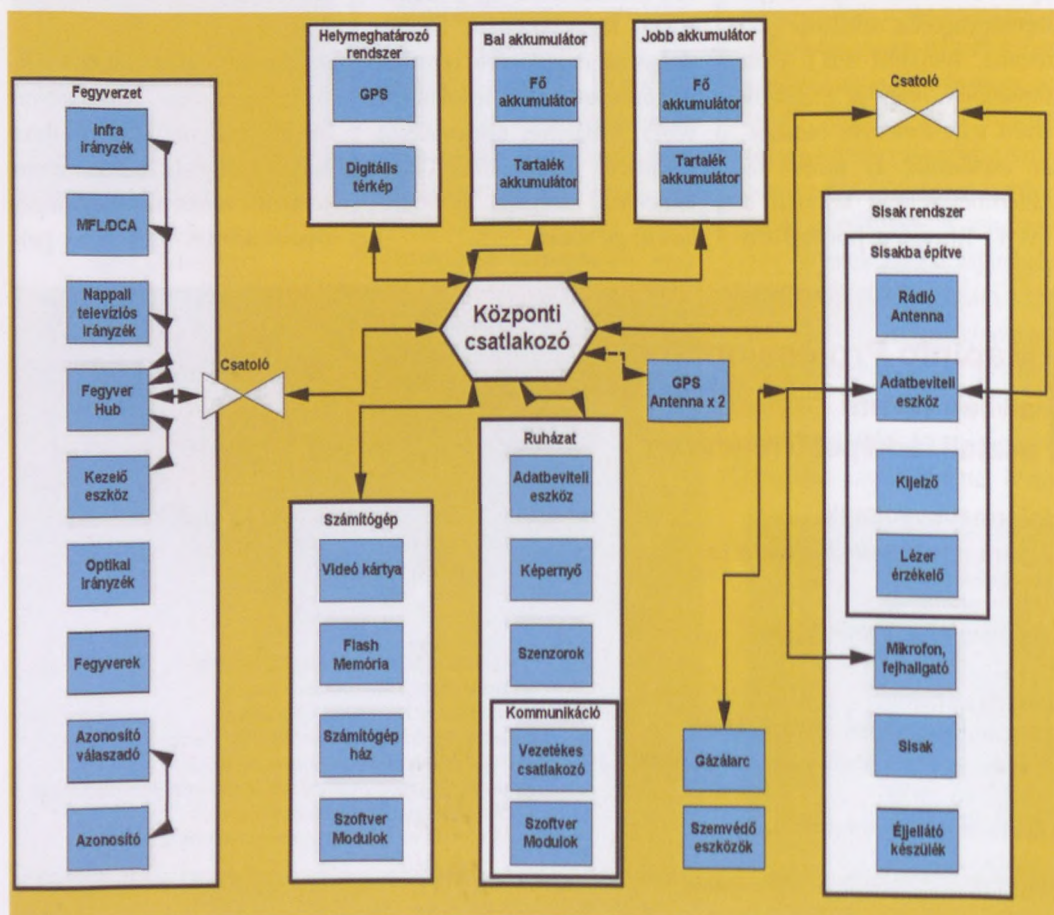 Fegyverzet
Infra
irányzék
MFL/DCA
Nappali
televíziós
irányzék
Fegyver
Hub
Kezelő
eszköz
Optikai
irányzék
Fegyverek
Azonosító
válaszadó
Azonosító
Csatoló
Helymeghatározó
rendszer
GPS
Digitális
térkép
Bal akkumulátor
Fő
akkumulátor
Tartalék
akkumulátor
Jobb akkumulátor
Fő
akkumulátor
Tartalék
akkumulátor
Központi
csatlakozó
GPS
Antenna x 2
Számítógép
Videó kártya
Flash
Memória
Számítógép
ház
Szoftver
Modulok
Ruházat
Adatbeviteli
eszköz
Képernyő
Szenzorok
Kommunikáció
Vezetékes
csatlakozó
Szoftver
Modulok
Gázálarc
Szemvédő
eszközök
Csatoló
Sisak rendszer
Sisakba építve
Rádió
Antenna
Adatbeviteli
eszköz
Kijelző
Lézer
érzékelő
Mikrofon,
fejhallgató
Sisak
Éjjellátó
készülék